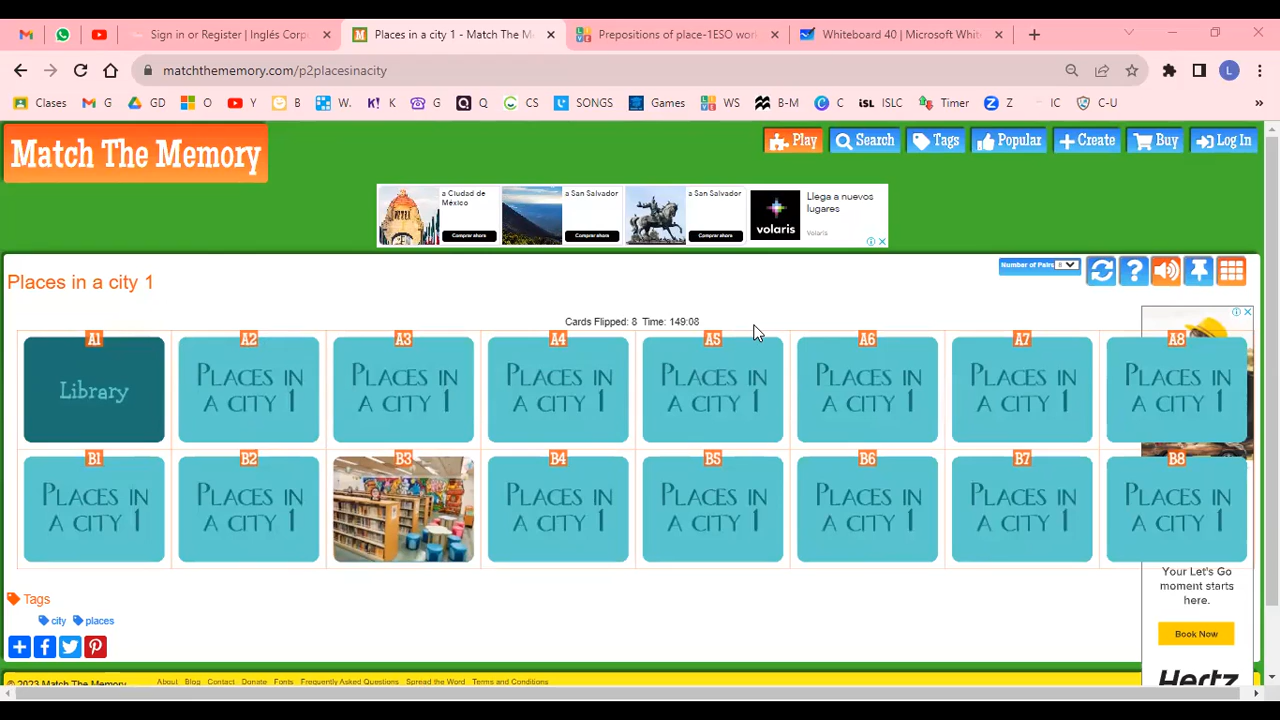 Sign in or Register | Inglés Corp
Places in a city 1 - Match The M
Prepositions of place-1ESO wor
Whiteboard 40 | Microsoft Whit
matchthememory.com/p2placesinacity
L
Clases
G
GD
O
Y
B
W.
K
G
Q
CS
SONGS
Games
WS
B-M
C
ISLC
Timer
Z
IC
C-U
Match The Memory
Play
Search
Tags
Popular
Create
Buy
Log In
a Ciudad de
México
Comprar ahora
a San Salvador
Comprar ahora
a San Salvador
Comprar ahora
volaris
Llega a nuevos
lugares
Volaris
Places in a city 1
Number of Pairs 8
Cards Flipped: 8 Time: 149:08
A1
Library
A2
Places in
a city 1
A3
Places in
a city 1
A4
Places in
a city 1
A5
Places in
a city 1
A6
Places in
a city 1
A7
Places in
a city 1
A8
Places in
a city 1
B1
Places in
a city 1
B2
Places in
a city 1
B3
B4
Places in
a city 1
B5
Places in
a city 1
B6
Places in
a city 1
B7
Places in
a city 1
B8
Places in
a city 1
Your Let's Go
moment starts
here.
Book Now
Hertz
Tags
city
places
© 2023 Match The Memory
About Blog Contact Donate Fonts Frequently Asked Questions Spread the Word Terms and Conditions